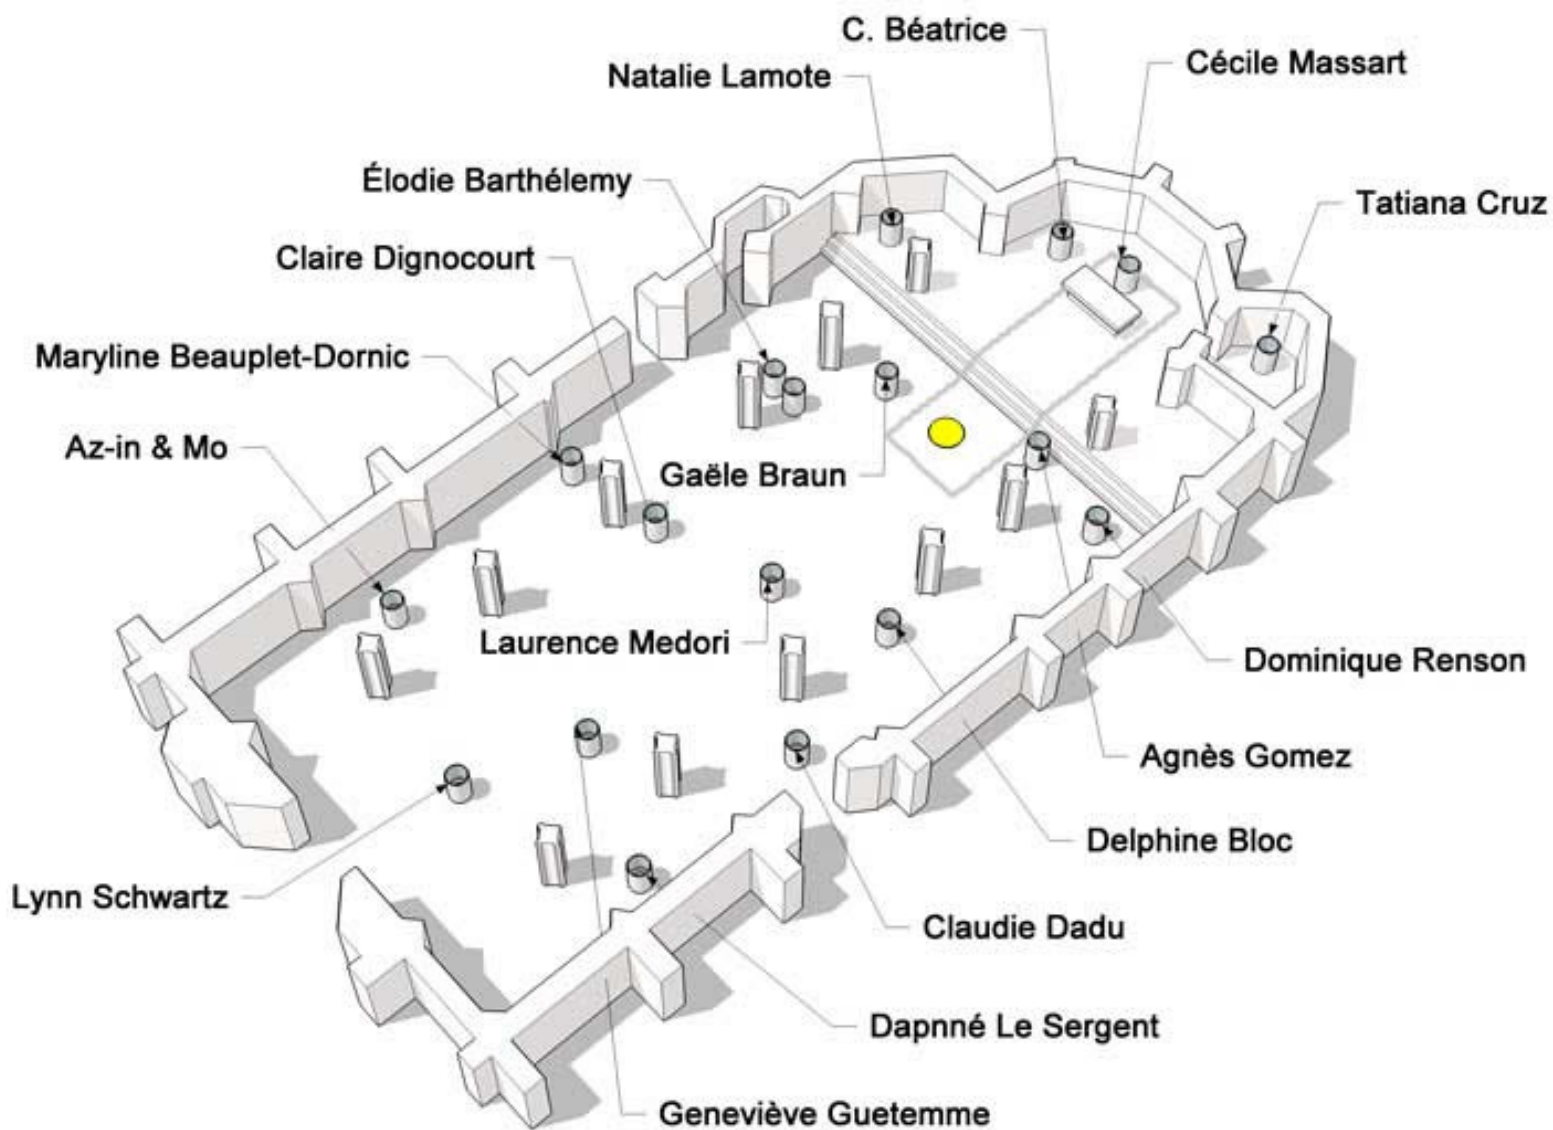 C. Béatrice
Natalie Lamote
Cécile Massart
Élodie Barthélemy
Tatiana Cruz
Claire Dignocourt
Maryline Beauplet-Dornic
Az-in & Mo
Gaële Braun
Laurence Medori
Dominique Renson
Agnès Gomez
Delphine Bloc
Lynn Schwartz
Claudie Dadu
Dapnné Le Sergent
Geneviève Guetemme